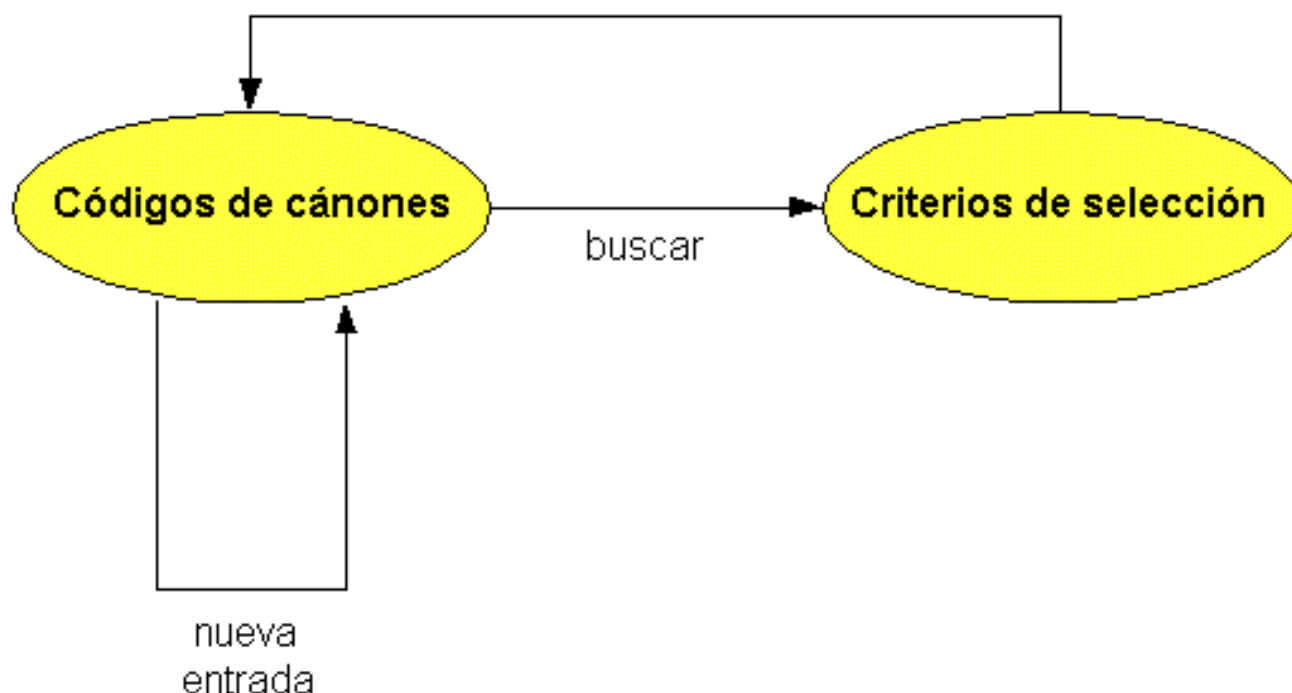 Códigos de cánones
Criterios de selección
buscar
nueva
entrada